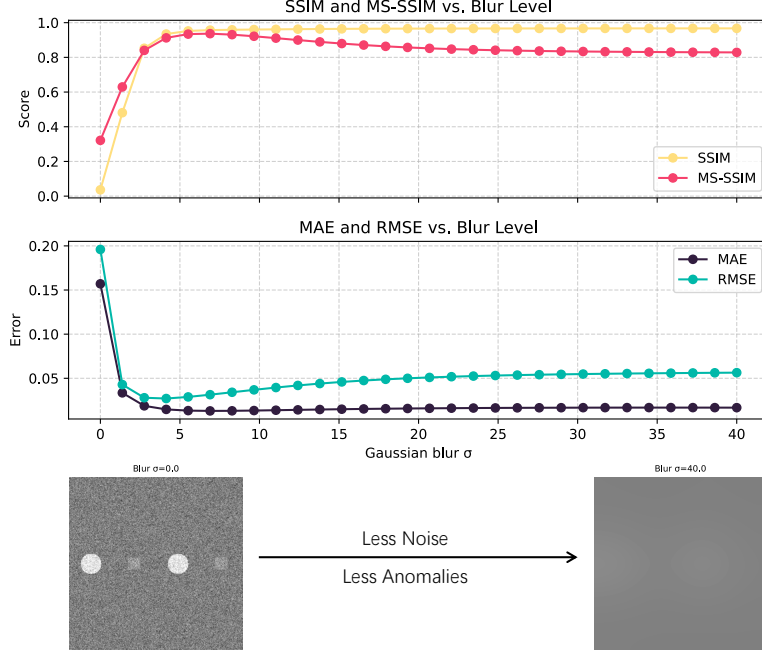 SSIM and MS-SSIM vs. Blur Level
1.0
0.8
0.6
0.4
0.2
0.0
Score
SSIM
MS-SSIM
MAE and RMSE vs. Blur Level
0.20
0.15
0.10
0.05
Error
MAE
RMSE
0 5 10 15 20 25 30 35 40
Gaussian blur σ
Blur σ=0.0
Blur σ=40.0
Less Noise
Less Anomalies